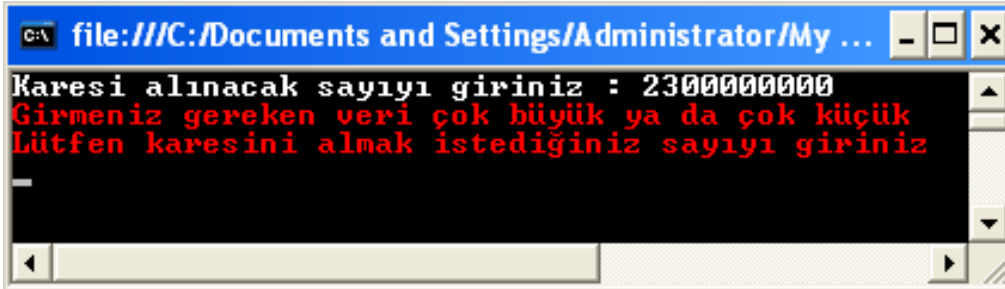 file:///C:/Documents and Settings/Administrator/My ...
Karesi alınacak sayıyı giriniz : 2300000000
Girmeniz gereken veri çok büyük ya da çok küçük
Lütfen karesini almak istediğiniz sayıyı giriniz